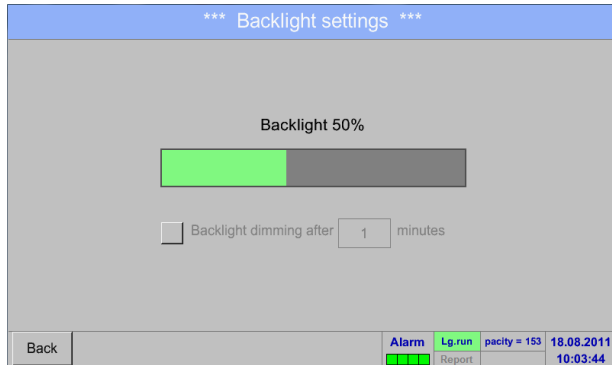 *** Backlight settings ***
Backlight 50%
Backlight dimming after 1 minutes
Back
Alarm Lg.run pacity = 153 18.08.2011
Report 10:03:44